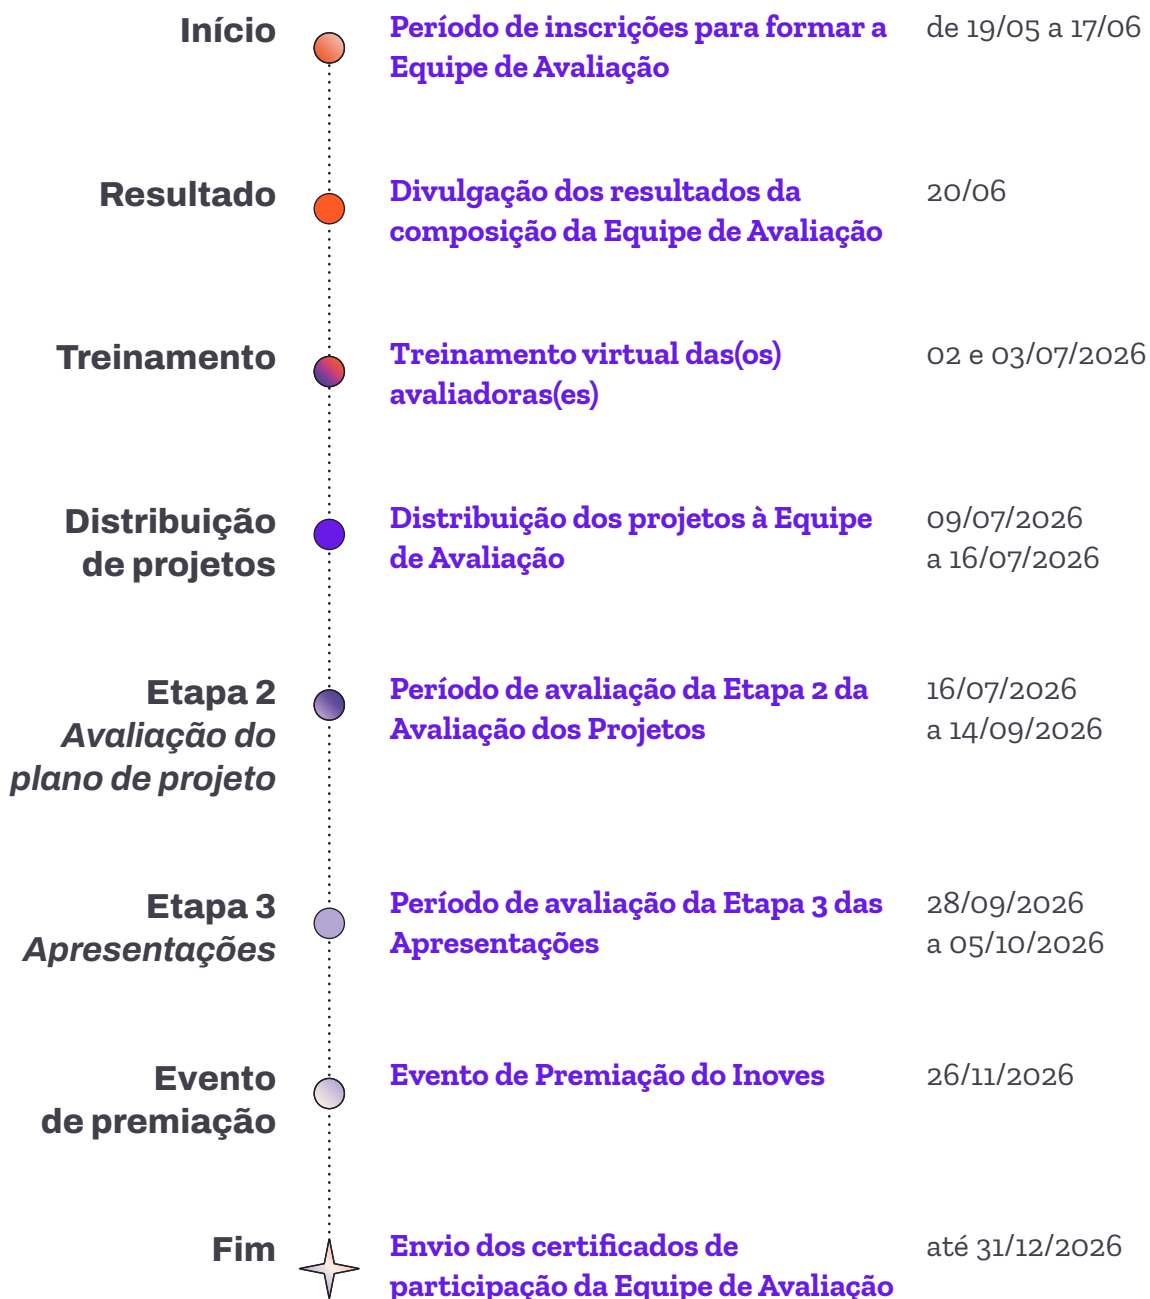 Início
Período de inscrições para formar a
Equipe de Avaliação
de 19/05 a 17/06
Resultado
Divulgação dos resultados da
composição da Equipe de Avaliação
20/06
Treinamento
Treinamento virtual das(os)
avaliadoras(es)
02 e 03/07/2026
Distribuição
de projetos
Distribuição dos projetos à Equipe
de Avaliação
09/07/2026
a 16/07/2026
Etapa 2
Avaliação do
plano de projeto
Período de avaliação da Etapa 2 da
Avaliação dos Projetos
16/07/2026
a 14/09/2026
Etapa 3
Apresentações
Período de avaliação da Etapa 3 das
Apresentações
28/09/2026
a 05/10/2026
Evento
de premiação
Evento de Premiação do Inoves
26/11/2026
Fim
Envio dos certificados de
participação da Equipe de Avaliação
até 31/12/2026